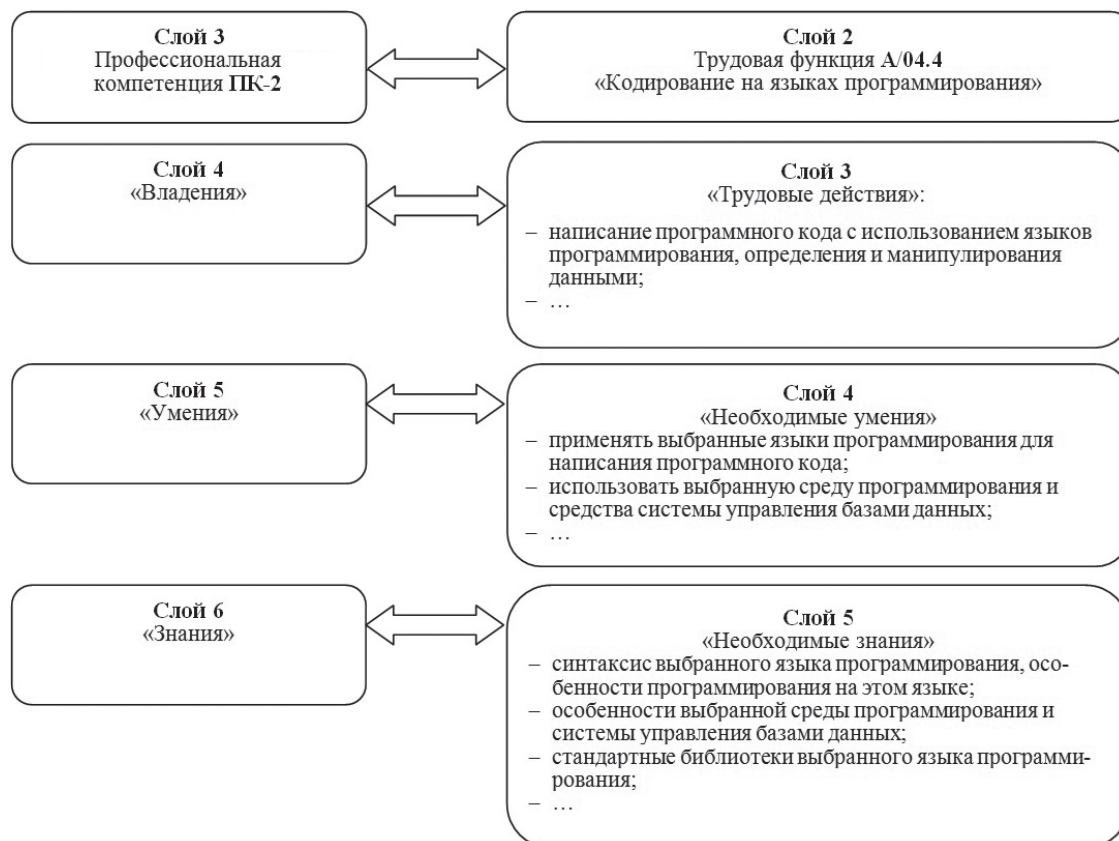 Слой 3
Профессиональная
компетенция ПК-2
Слой 2
Трудовая функция А/04.4
«Кодирование на языках программирования»
Слой 4
«Владения»
Слой 3
«Трудовые действия»:
– написание программного кода с использованием языков
программирования, определения и манипулирования
данными;
– …
Слой 5
«Умения»
Слой 4
«Необходимые умения»
– применять выбранные языки программирования для
написания программного кода;
– использовать выбранную среду программирования и
средства системы управления базами данных;
– …
Слой 6
«Знания»
Слой 5
«Необходимые знания»
– синтаксис выбранного языка программирования, осо-
бенности программирования на этом языке;
– особенности выбранной среды программирования и
системы управления базами данных;
– стандартные библиотеки выбранного языка программи-
рования;
– …